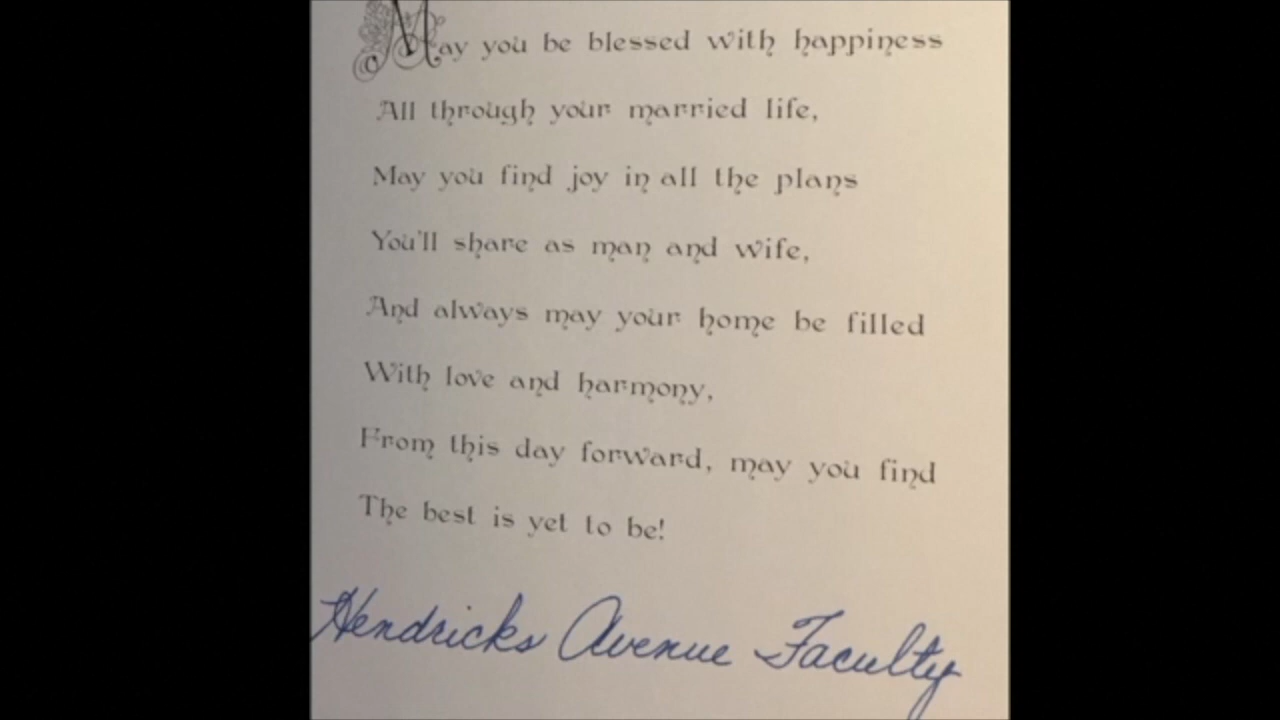 May you be blessed with happiness
All through your married life,
May you find joy in all the plans
You'll share as man and wife,
And always may your home be filled
With love and harmony,
From this day forward, may you find
The best is yet to be!
Hendricks Avenue Faculty